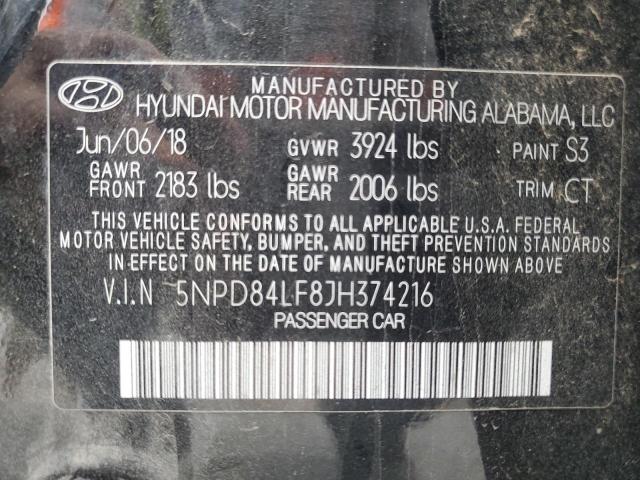 MANUFACTURED BY
HYUNDAI MOTOR MANUFACTURING ALABAMA, LLC
Jun/06/18 GVWR 3924 lbs PAINT S3
GAWR FRONT 2183 lbs GAWR REAR 2006 lbs TRIM CT
THIS VEHICLE CONFORMS TO ALL APPLICABLE U.S.A. FEDERAL
MOTOR VEHICLE SAFETY, BUMPER, AND THEFT PREVENTION STANDARDS
IN EFFECT ON THE DATE OF MANUFACTURE SHOWN ABOVE
V.I.N 5NPD84LF8JH374216
PASSENGER CAR